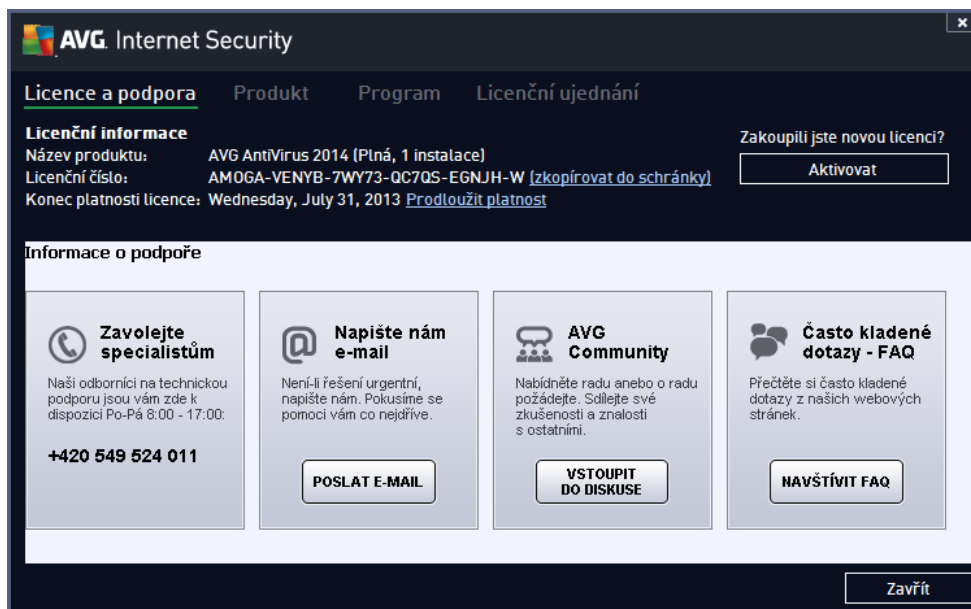 AVG. Internet Security
x
Licence a podpora Produkt Program Licenční ujednání
Licenční informace
Název produktu: AVG AntiVirus 2014 (Plná, 1 instalace)
Licenční číslo: AMOGA-VENYB-7WY73-QC7QS-EGNJH-W (zkopírovat do schránky)
Konec platnosti licence: Wednesday, July 31, 2013 Prodloužit platnost
Zakoupili jste novou licenci?
Aktivovat
Informace o podpoře
Zavolejte
specialistům
Naši odborníci na technickou
podporu jsou vám zde k
dispozici Po-Pá 8:00 - 17:00:
+420 549 524 011
Napište nám
e-mail
Není-li řešení urgentní,
napište nám. Pokusíme se
pomoci vám co nejdříve.
POSLAT E-MAIL
AVG
Community
Nabídněte radu anebo o radu
požádejte. Sdílejte své
zkušenosti a znalosti
s ostatními.
VSTOUPIT
DO DISKUSE
Často kladené
dotazy - FAQ
Přečtěte si často kladené
dotazy z našich webových
stránek.
NAVŠTÍVIT FAQ
Zavřít